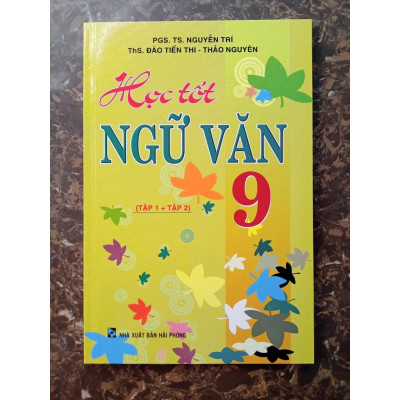 PGS. TS. NGUYỄN TRÍ
ThS. ĐÀO TIẾN THI - THẢO NGUYÊN
Học tốt
NGỮ VĂN
9
(TẬP 1 + TẬP 2)
NHÀ XUẤT BẢN HẢI PHÒNG